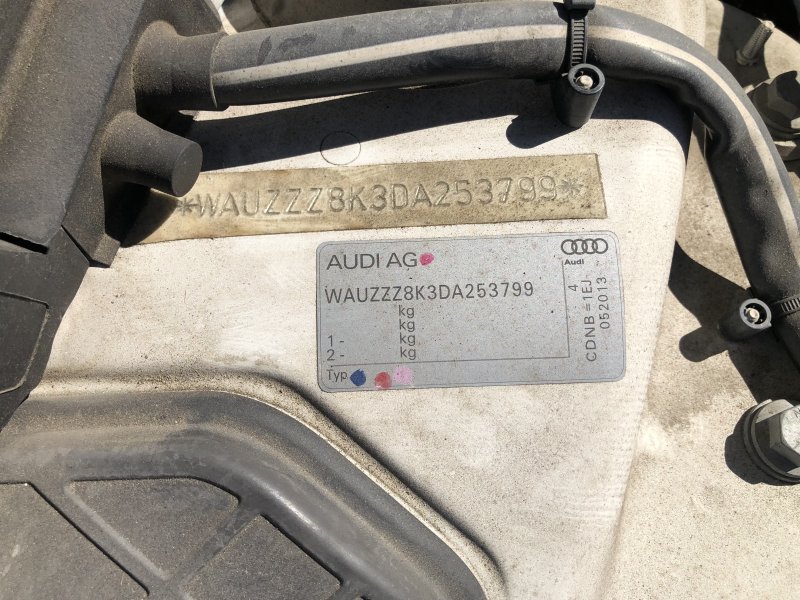 *WAUZZZ8K3DA253799*
AUDI AG
Audi
WAUZZZ8K3DA253799
kg
kg
1 - kg
2 - kg
Typ
4
CDNB=1EJ
052013